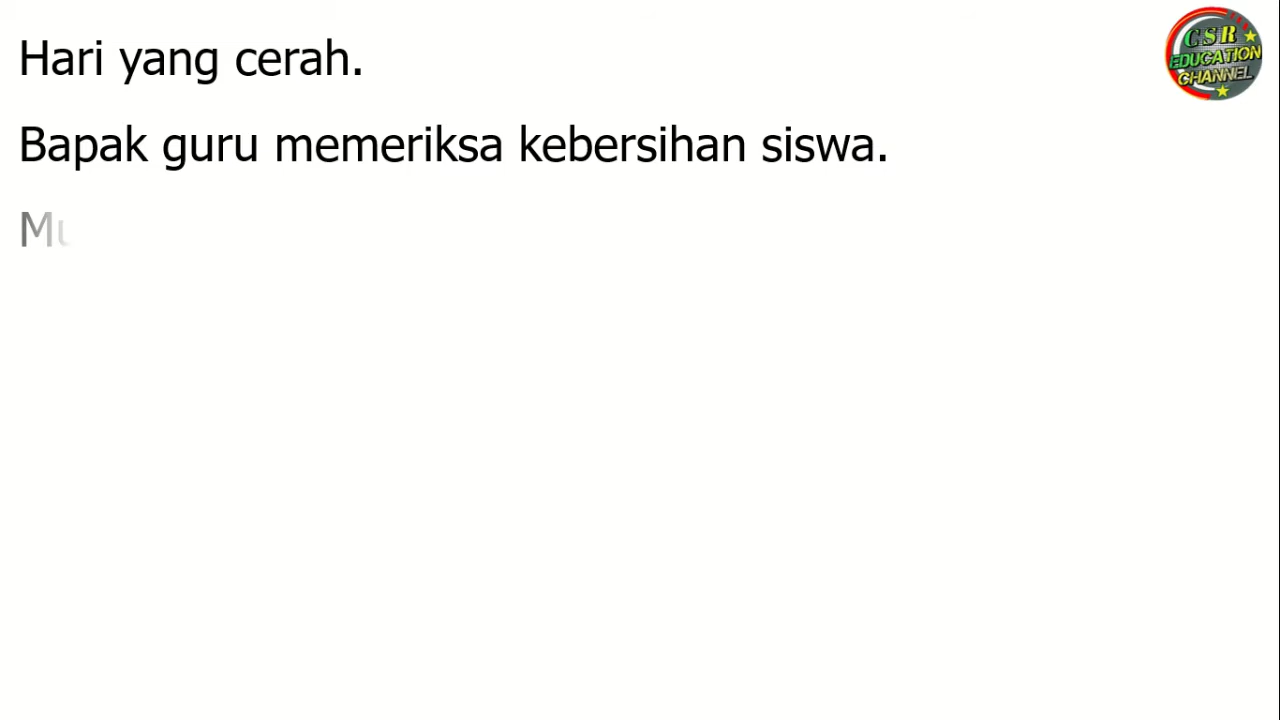 Hari yang cerah.
Bapak guru memeriksa kebersihan siswa.
CSR
EDUCATION
CHANNEL